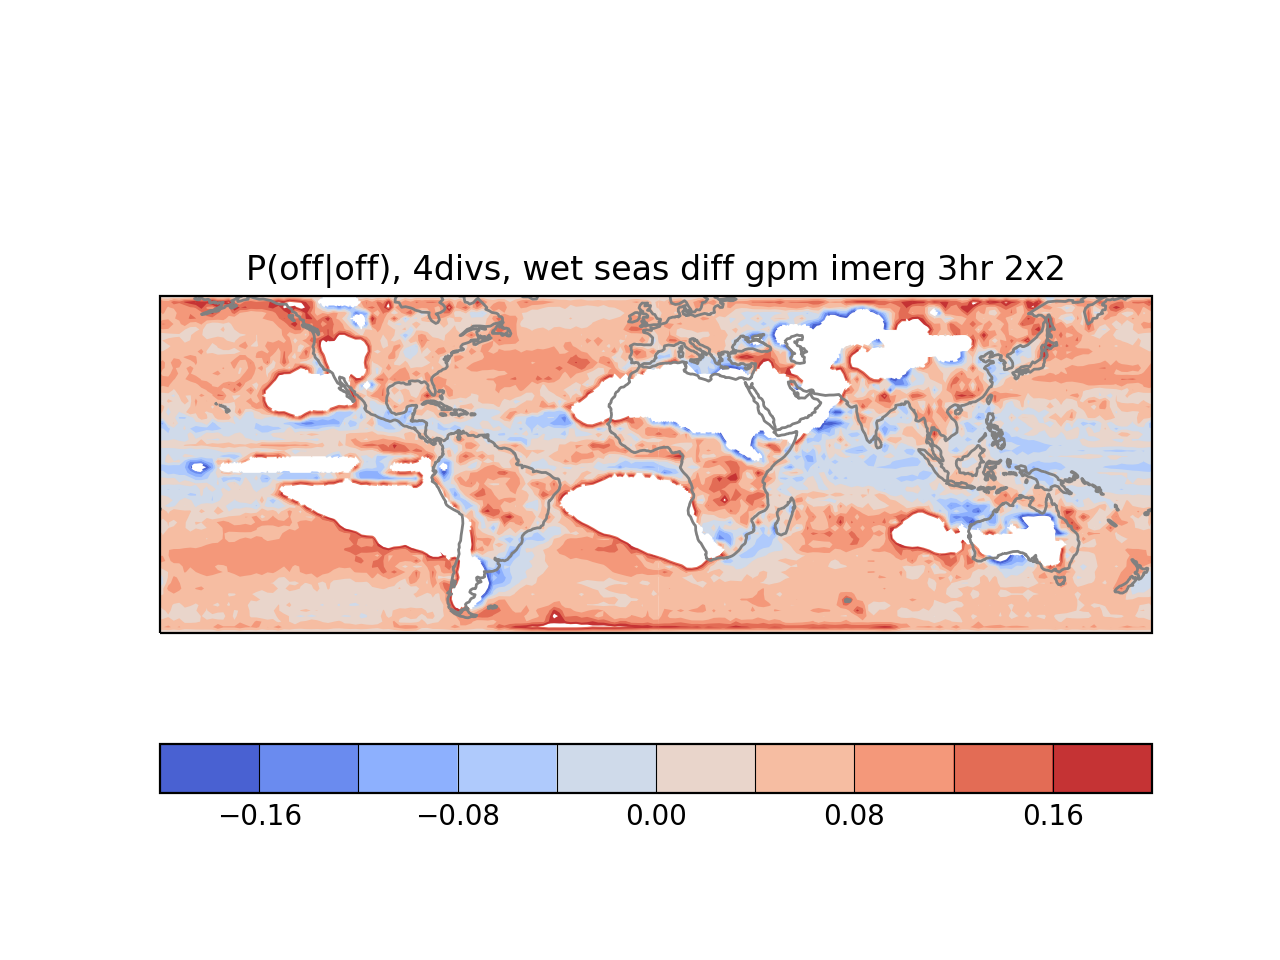 P(off|off), 4divs, wet seas diff gpm imerg 3hr 2x2
−0.16 −0.08 0.00 0.08 0.16